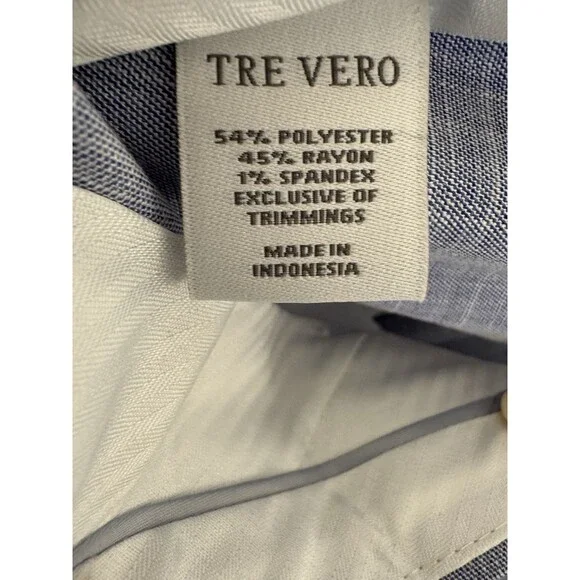 TRE VERO
54% POLYESTER
45% RAYON
1% SPANDEX
EXCLUSIVE OF
TRIMMINGS
MADE IN
INDONESIA